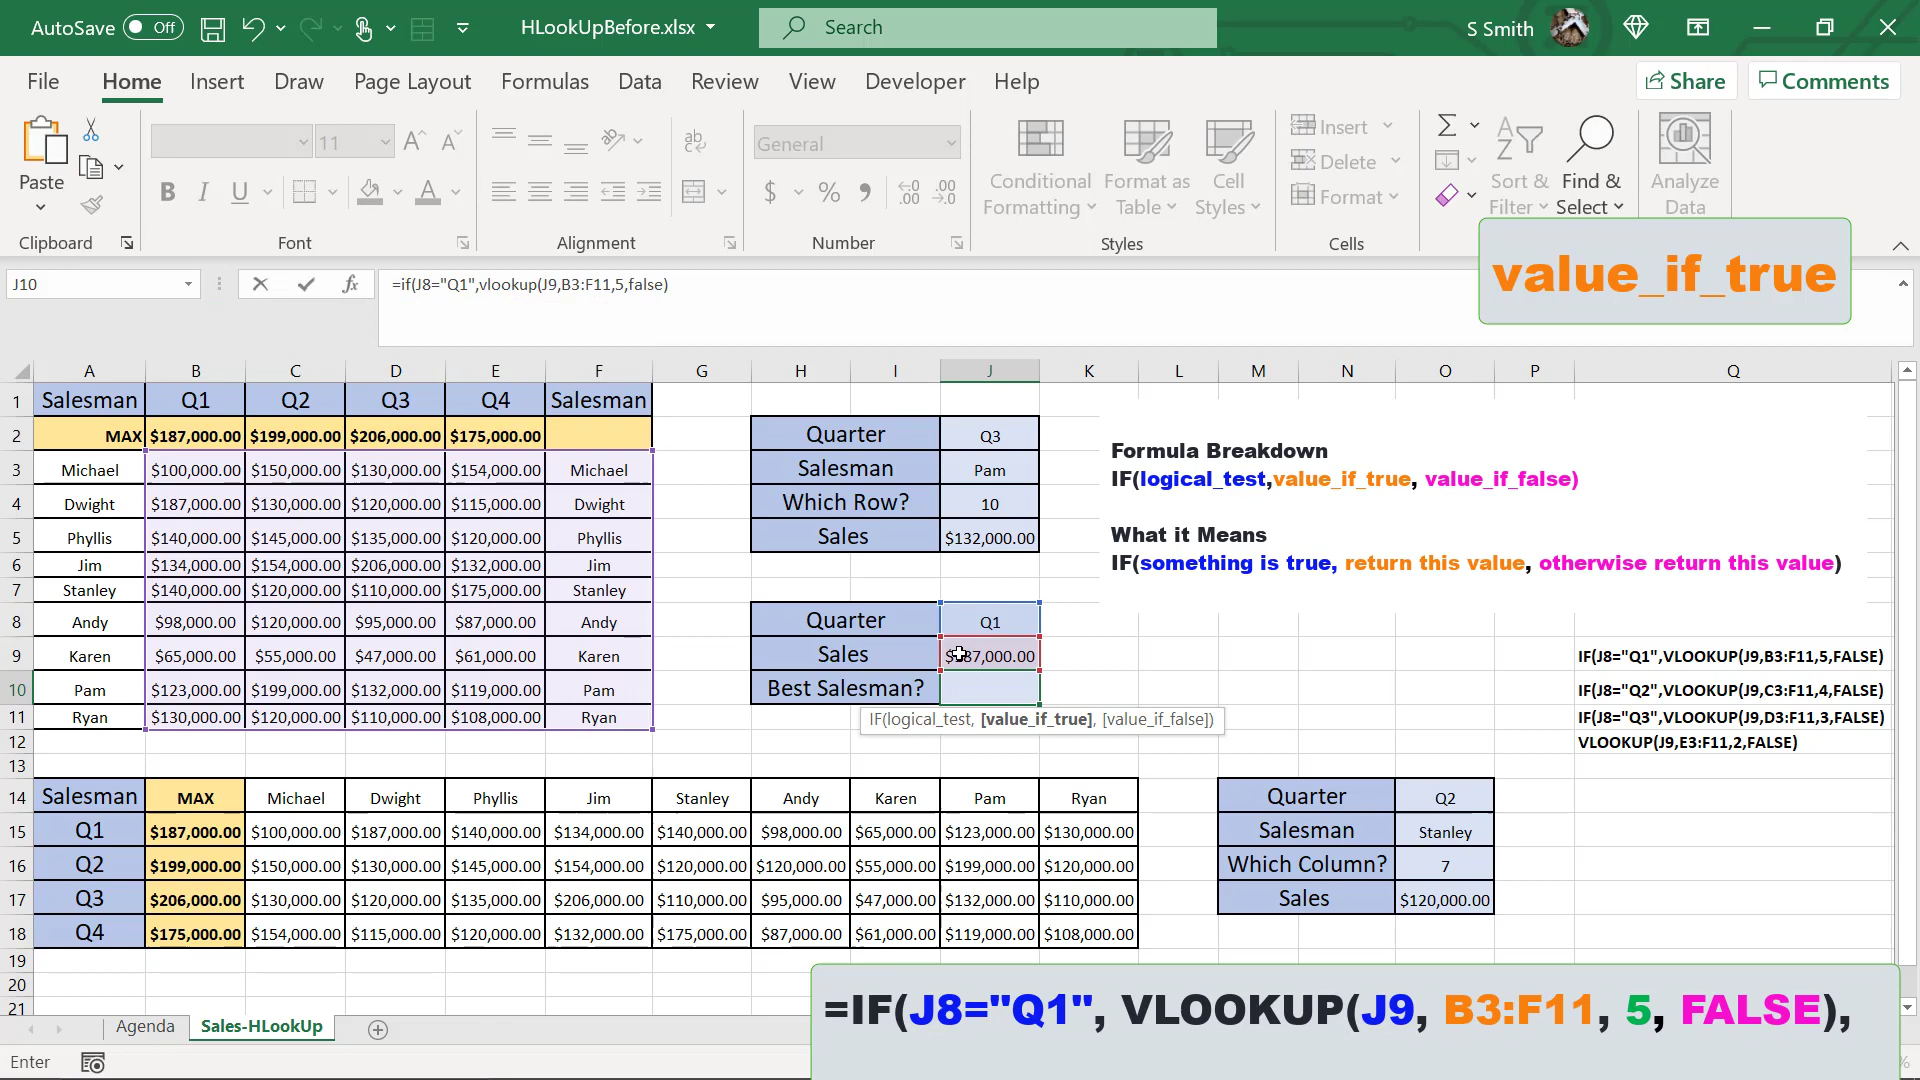 AutoSave Off HLookUpBefore.xlsx Search S Smith
File Home Insert Draw Page Layout Formulas Data Review View Developer Help Share Comments
Paste
11
General
Conditional Formatting
Format as Table
Cell Styles
Insert
Delete
Format
Sort & Filter
Find & Select
Analyze Data
Clipboard Font Alignment Number Styles Cells
value_if_true
J10 =if(J8="Q1",vlookup(J9,B3:F11,5,false)
A B C D E F G H I J K L M N O P Q
1 Salesman Q1 Q2 Q3 Q4 Salesman
2 MAX $187,000.00 $199,000.00 $206,000.00 $175,000.00 Quarter Q3
3 Michael $100,000.00 $150,000.00 $130,000.00 $154,000.00 Michael Salesman Pam
4 Dwight $187,000.00 $130,000.00 $120,000.00 $115,000.00 Dwight Which Row? 10
5 Phyllis $140,000.00 $145,000.00 $135,000.00 $120,000.00 Phyllis Sales $132,000.00
6 Jim $134,000.00 $154,000.00 $206,000.00 $132,000.00 Jim
7 Stanley $140,000.00 $120,000.00 $110,000.00 $175,000.00 Stanley
8 Andy $98,000.00 $120,000.00 $95,000.00 $87,000.00 Andy Quarter Q1
9 Karen $65,000.00 $55,000.00 $47,000.00 $61,000.00 Karen Sales IF(J8="Q1",VLOOKUP(J9,B3:F11,5,FALSE)
10 Pam $123,000.00 $199,000.00 $132,000.00 $119,000.00 Pam Best Salesman? IF(J8="Q2",VLOOKUP(J9,C3:F11,4,FALSE)
11 Ryan $130,000.00 $120,000.00 $110,000.00 $108,000.00 Ryan IF(J8="Q3",VLOOKUP(J9,D3:F11,3,FALSE)
12 VLOOKUP(J9,E3:F11,2,FALSE)
Formula Breakdown
IF(logical_test,value_if_true, value_if_false)
What it Means
IF(something is true, return this value, otherwise return this value)
IF(logical_test, [value_if_true], [value_if_false])
13
14 Salesman MAX Michael Dwight Phyllis Jim Stanley Andy Karen Pam Ryan Quarter Q2
15 Q1 $187,000.00 $100,000.00 $187,000.00 $140,000.00 $134,000.00 $140,000.00 $98,000.00 $65,000.00 $123,000.00 $130,000.00 Salesman Stanley
16 Q2 $199,000.00 $150,000.00 $130,000.00 $145,000.00 $154,000.00 $120,000.00 $120,000.00 $55,000.00 $199,000.00 $120,000.00 Which Column? 7
17 Q3 $206,000.00 $130,000.00 $120,000.00 $135,000.00 $206,000.00 $110,000.00 $95,000.00 $47,000.00 $132,000.00 $110,000.00 Sales $120,000.00
18 Q4 $175,000.00 $154,000.00 $115,000.00 $120,000.00 $132,000.00 $175,000.00 $87,000.00 $61,000.00 $119,000.00 $108,000.00
19
20
21
=IF(J8="Q1", VLOOKUP(J9, B3:F11, 5, FALSE),
Agenda Sales-HLookUp
Enter